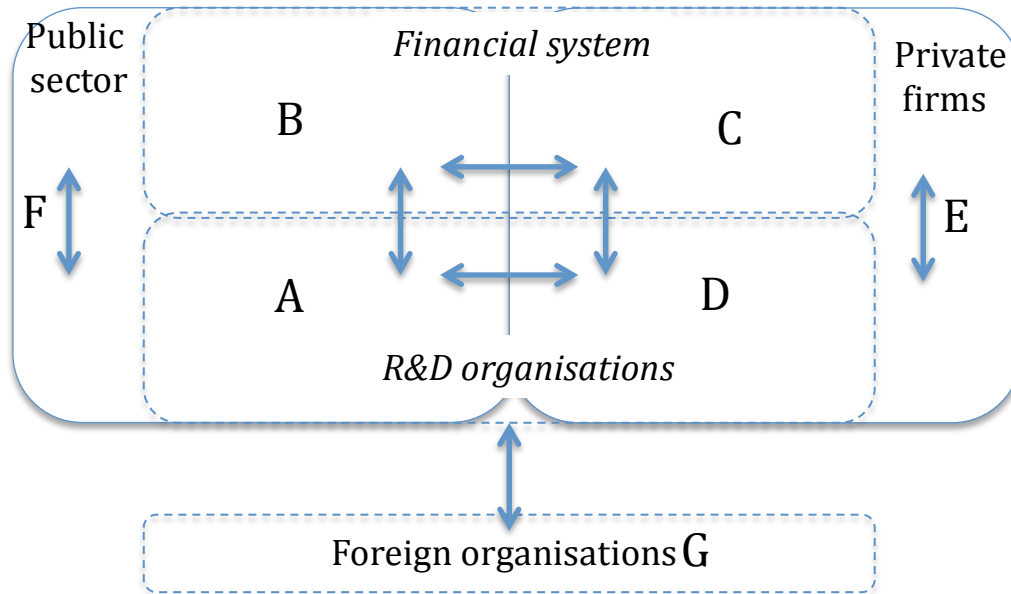 Public
sector
Financial system
Private
firms
B
C
F
E
A
D
R&D organisations
Foreign organisations G